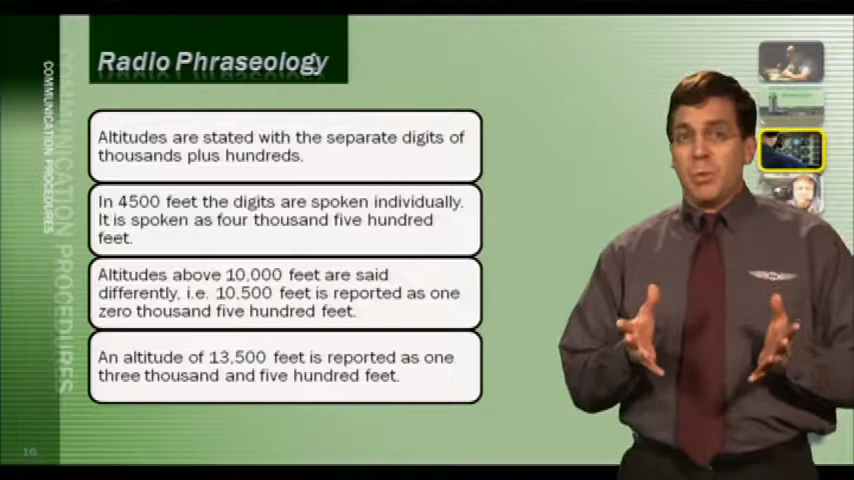 Radio Phraseology
COMMUNICATION PROCEDURES
COMMUNICATION PROCEDURES
Altitudes are stated with the separate digits of
thousands plus hundreds.
In 4500 feet the digits are spoken individually.
It is spoken as four thousand five hundred
feet.
Altitudes above 10,000 feet are said
differently, i.e. 10,500 feet is reported as one
zero thousand five hundred feet.
An altitude of 13,500 feet is reported as one
three thousand and five hundred feet.
16